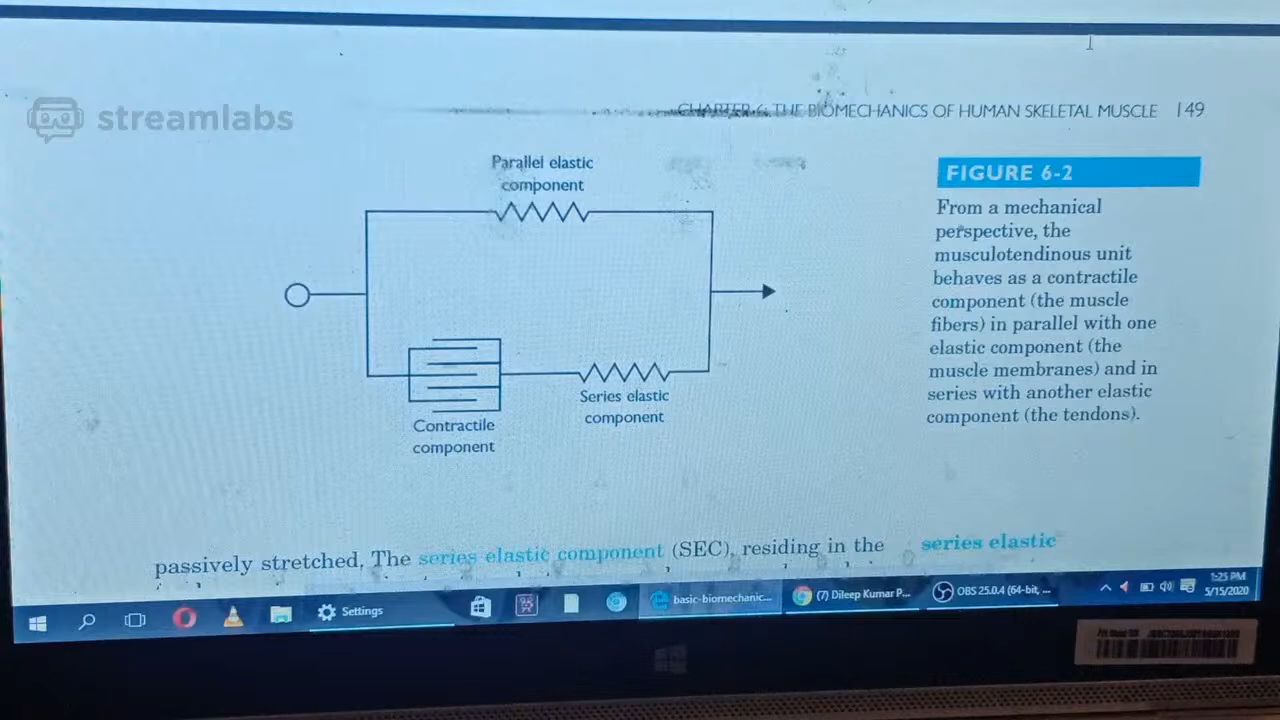 streamlabs
CHAPTER 6: THE BIOMECHANICS OF HUMAN SKELETAL MUSCLE 149
Parallel elastic
component
Contractile
component
Series elastic
component
FIGURE 6-2
From a mechanical
perspective, the
musculotendinous unit
behaves as a contractile
component (the muscle
fibers) in parallel with one
elastic component (the
muscle membranes) and in
series with another elastic
component (the tendons).
passively stretched. The series elastic component (SEC), residing in the
series elastic
Settings
basic-biomechanic...
(7) Dileep Kumar P...
OBS 25.0.4 (64-bit, ...
1:25 PM
5/15/2020